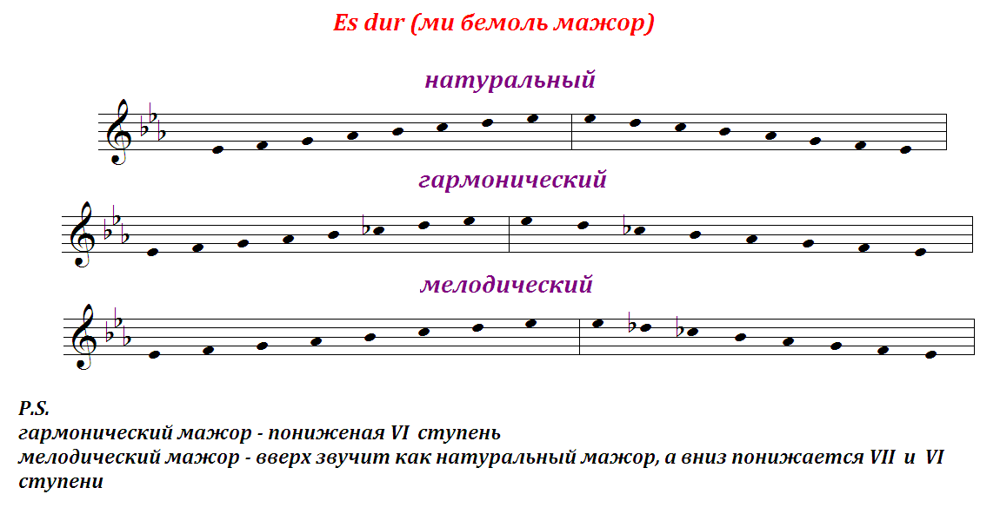 Es dur (ми бемоль мажор)
натуральный
гармонический
мелодический
P.S.
гармонический мажор - пониженая VI ступень
мелодический мажор - вверх звучит как натуральный мажор, а вниз понижается VII и VI
ступени